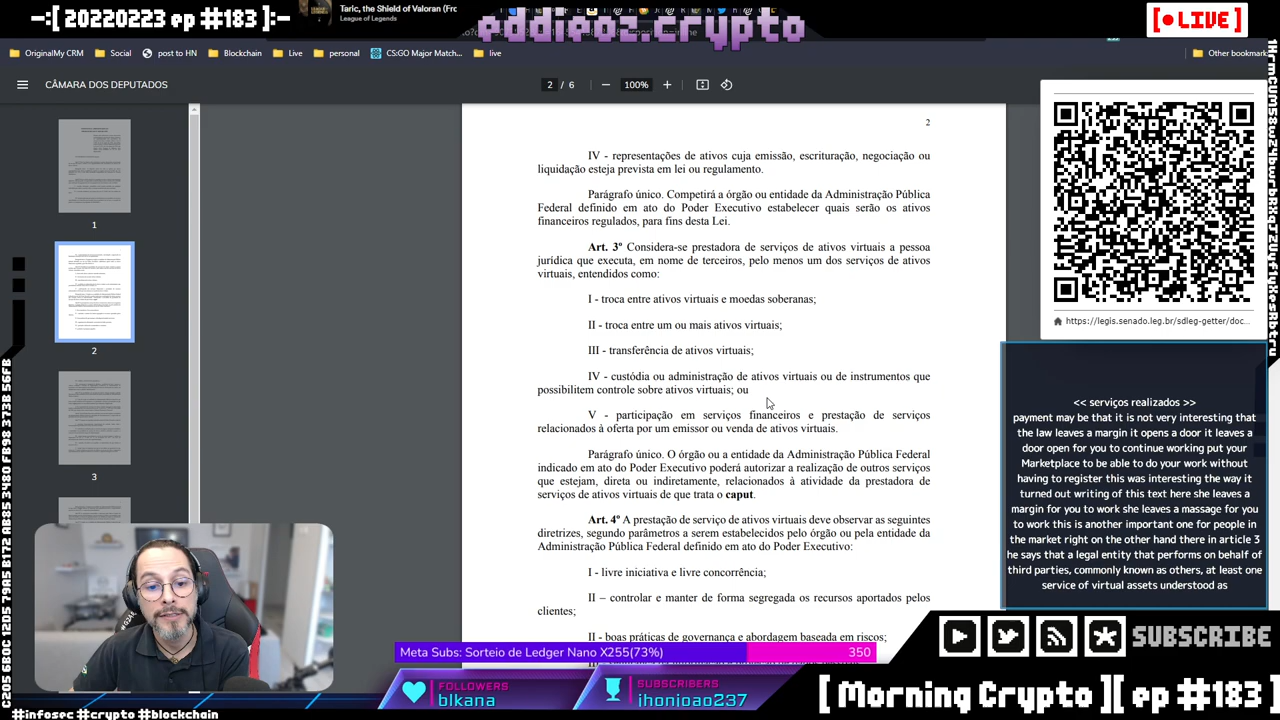 -:[ 20220223 ep #183 ]:-
Taric, the Shield of Valoran (Fre
League of Legends
eddieoz.crypto
[● LIVE]
OriginalMy CRM
Social
post to HN
Blockchain
Live
personal
CS:GO Major Match...
live
Other bookmark
CÂMARA DOS DEPUTADOS
2 / 6
100%
2
IV - representações de ativos cuja emissão, escrituração, negociação ou
liquidação esteja prevista em lei ou regulamento.
Parágrafo único. Competirá a órgão ou entidade da Administração Pública
Federal definido em ato do Poder Executivo estabelecer quais serão os ativos
financeiros regulados, para fins desta Lei.
Art. 3º Considera-se prestadora de serviços de ativos virtuais a pessoa
jurídica que executa, em nome de terceiros, pelo menos um dos serviços de ativos
virtuais, entendidos como:
I - troca entre ativos virtuais e moedas soberanas;
II - troca entre um ou mais ativos virtuais;
III - transferência de ativos virtuais;
IV - custódia ou administração de ativos virtuais ou de instrumentos que
possibilitem controle sobre ativos virtuais; ou
V - participação em serviços financeiros e prestação de serviços
relacionados à oferta por um emissor ou venda de ativos virtuais.
Parágrafo único. O órgão ou a entidade da Administração Pública Federal
indicado em ato do Poder Executivo poderá autorizar a realização de outros serviços
que estejam, direta ou indiretamente, relacionados à atividade da prestadora de
serviços de ativos virtuais de que trata o caput.
Art. 4º A prestação de serviço de ativos virtuais deve observar as seguintes
diretrizes, segundo parâmetros a serem estabelecidos pelo órgão ou pela entidade da
Administração Pública Federal definido em ato do Poder Executivo:
I - livre iniciativa e livre concorrência;
II – controlar e manter de forma segregada os recursos aportados pelos
clientes;
II - boas práticas de governança e abordagem baseada em riscos;
1
2
3
https://legis.senado.leg.br/sdleg-getter/doc...
<< serviços realizados >>
payment may be that it is not very interesting that
the law leaves a margin it opens a door it leaves a
door open for you to continue working put your
Marketplace to be able to do your work without
having to register this was interesting the way it
turned out writing of this text here she leaves a
margin for you to work she leaves a massage for you
to work this is another important one for people in
the market right on the other hand there in article 3
he says that a legal entity that performs on behalf of
third parties, commonly known as others, at least one
service of virtual assets understood as
Meta Subs: Sorteio de Ledger Nano X255(73%)
350
SUBSCRIBE
FOLLOWERS
blkana
SUBSCRIBERS
jhonjoao237
[ Morning Crypto ][ ep #183 ]
#crypto #blockchain